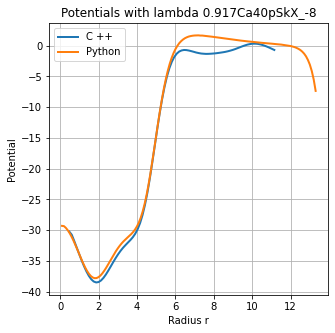 Potentials with lambda 0.917Ca40pSkX_-8
C ++
Python
Potential
0
−5
−10
−15
−20
−25
−30
−35
−40
0 2 4 6 8 10 12
Radius r